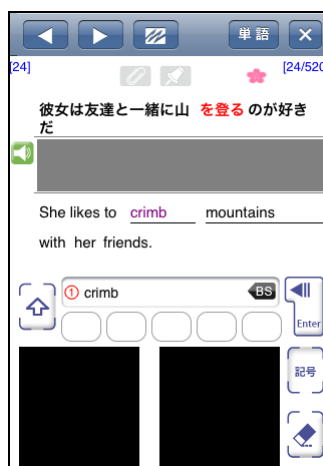 単語 ×
[24] [24/520
彼女は友達と一緒に山 を登る のが好き
だ
She likes to crimb mountains
with her friends.
① crimb BS
Enter
記号